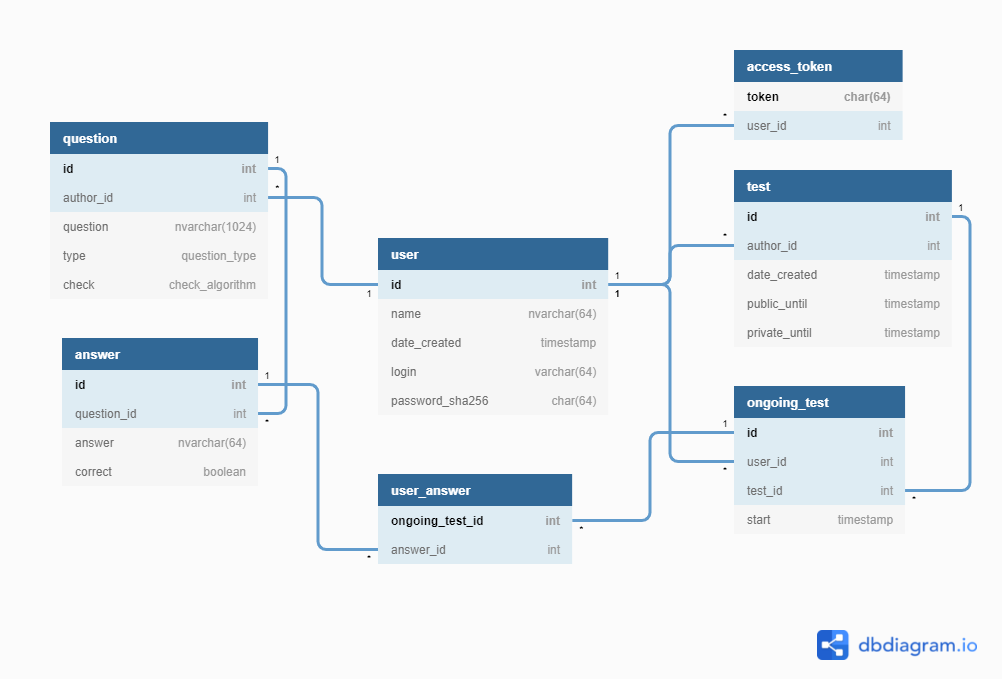 access_token
token char(64)
user_id int
question
id int
author_id int
question nvarchar(1024)
type question_type
check check_algorithm
1
*
test
id int
author_id int
date_created timestamp
public_until timestamp
private_until timestamp
*
*
1
user
id int
name nvarchar(64)
date_created timestamp
login varchar(64)
password_sha256 char(64)
1
1
1
answer
id int
question_id int
answer nvarchar(64)
correct boolean
1
*
ongoing_test
id int
user_id int
test_id int
start timestamp
1
*
*
user_answer
ongoing_test_id int
answer_id int
*
*
dbdiagram.io